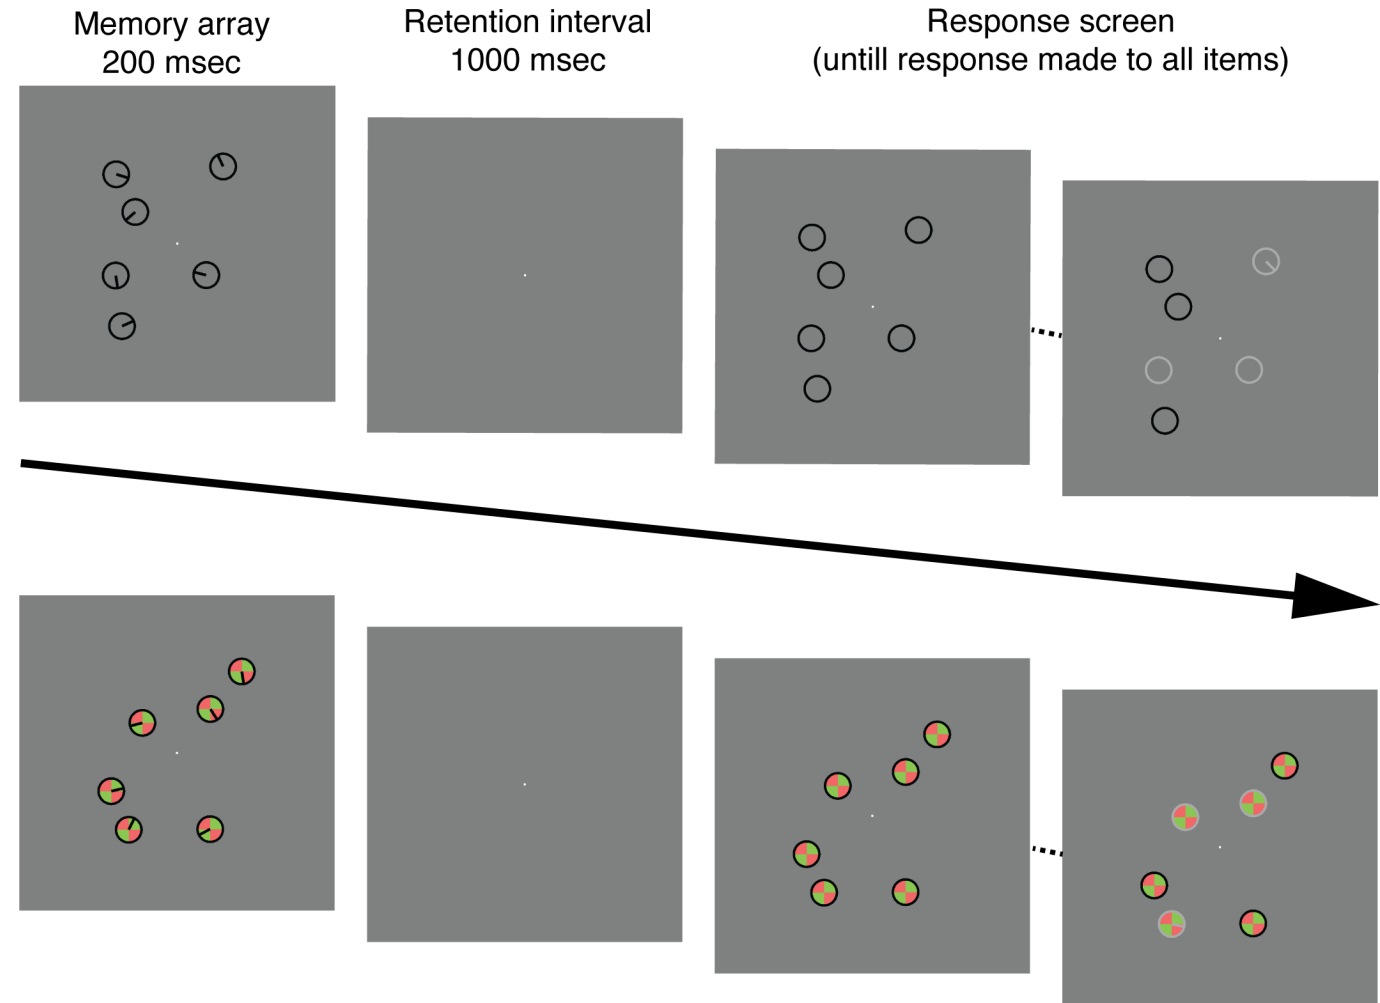 Memory array
200 msec
Retention interval
1000 msec
Response screen
(untill response made to all items)